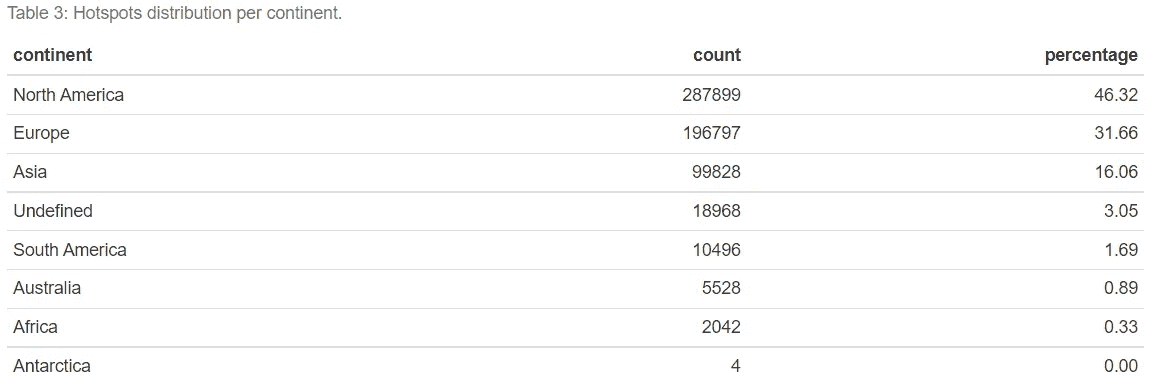 Table 3: Hotspots distribution per continent.
continent count percentage
North America 287899 46.32
Europe 196797 31.66
Asia 99828 16.06
Undefined 18968 3.05
South America 10496 1.69
Australia 5528 0.89
Africa 2042 0.33
Antarctica 4 0.00